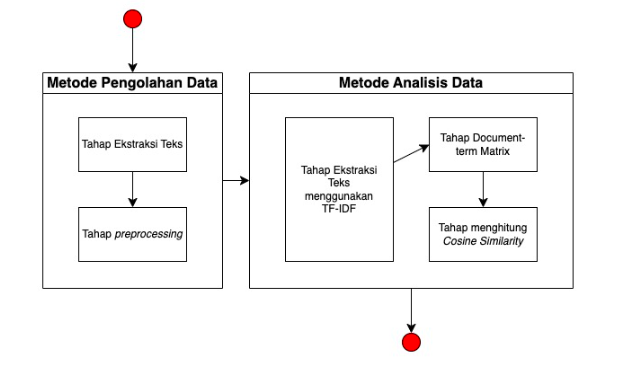 Metode Pengolahan Data
Tahap Ekstraksi Teks
Tahap preprocessing
Metode Analisis Data
Tahap Ekstraksi
Teks
menggunakan
TF-IDF
Tahap Document-
term Matrix
Tahap menghitung
Cosine Similarity